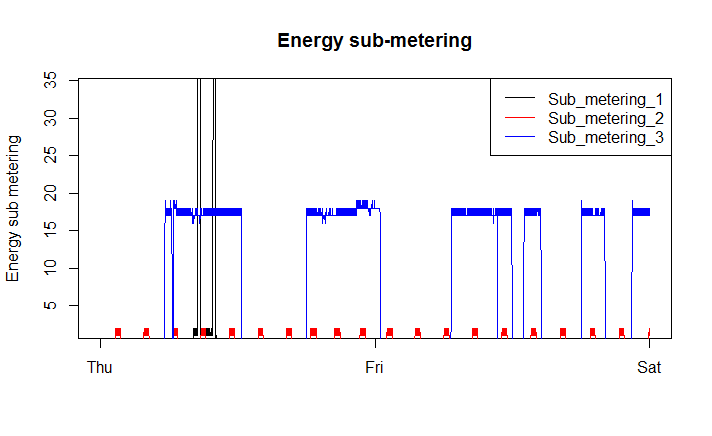 Energy sub-metering
Energy sub metering
35
30
25
20
15
10
5
Sub_metering_1
Sub_metering_2
Sub_metering_3
Thu
Fri
Sat